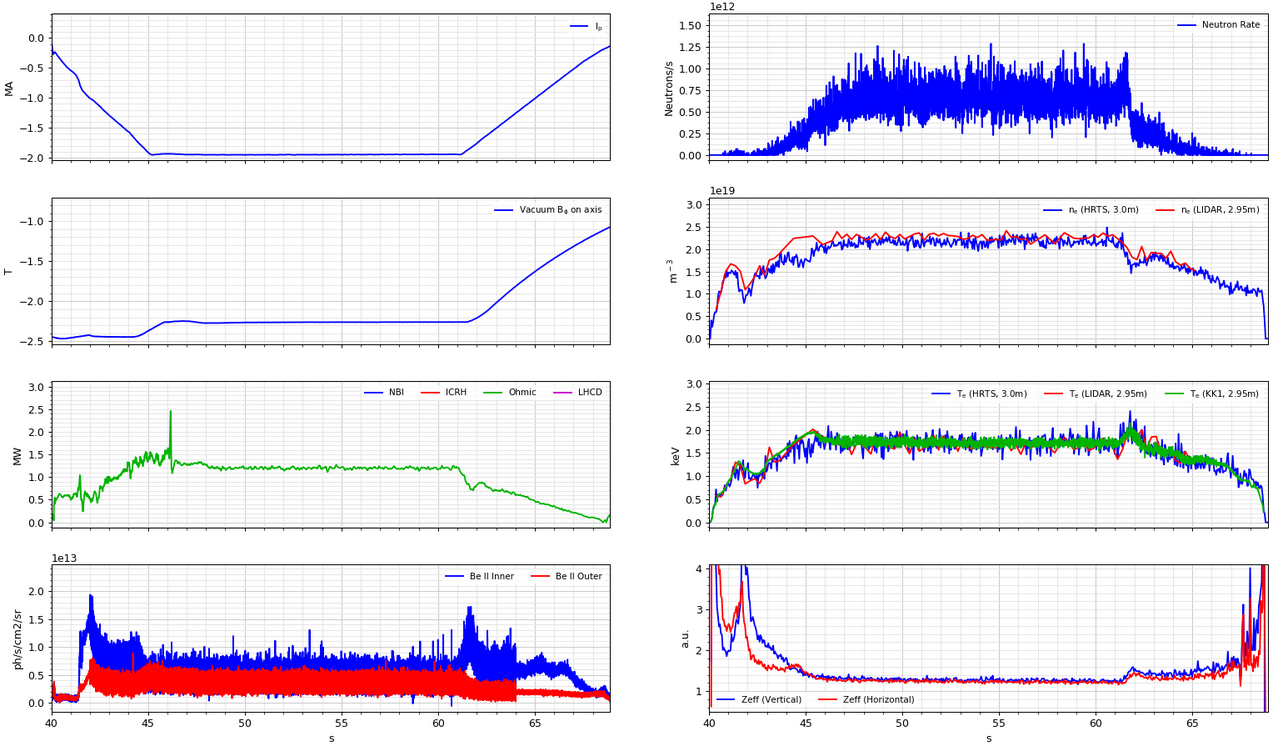 0.0
−0.5
−1.0
−1.5
−2.0
MA
Iₚ
1e12
1.50
1.25
1.00
0.75
0.50
0.25
0.00
Neutrons/s
Neutron Rate
−1.0
−1.5
−2.0
−2.5
T
Vacuum Bϕ on axis
1e19
3.0
2.5
2.0
1.5
1.0
0.5
0.0
m⁻³
nₑ (HRTS, 3.0m) nₑ (LIDAR, 2.95m)
3.0
2.5
2.0
1.5
1.0
0.5
0.0
MW
NBI ICRH Ohmic LHCD
3.0
2.5
2.0
1.5
1.0
0.5
0.0
keV
Tₑ (HRTS, 3.0m) Tₑ (LIDAR, 2.95m) Tₑ (KK1, 2.95m)
1e13
2.0
1.5
1.0
0.5
0.0
ph/s/cm2/sr
Be II Inner Be II Outer
40 45 50 55 60 65
s
4
3
2
1
a.u.
Zeff (Vertical) Zeff (Horizontal)
40 45 50 55 60 65
s